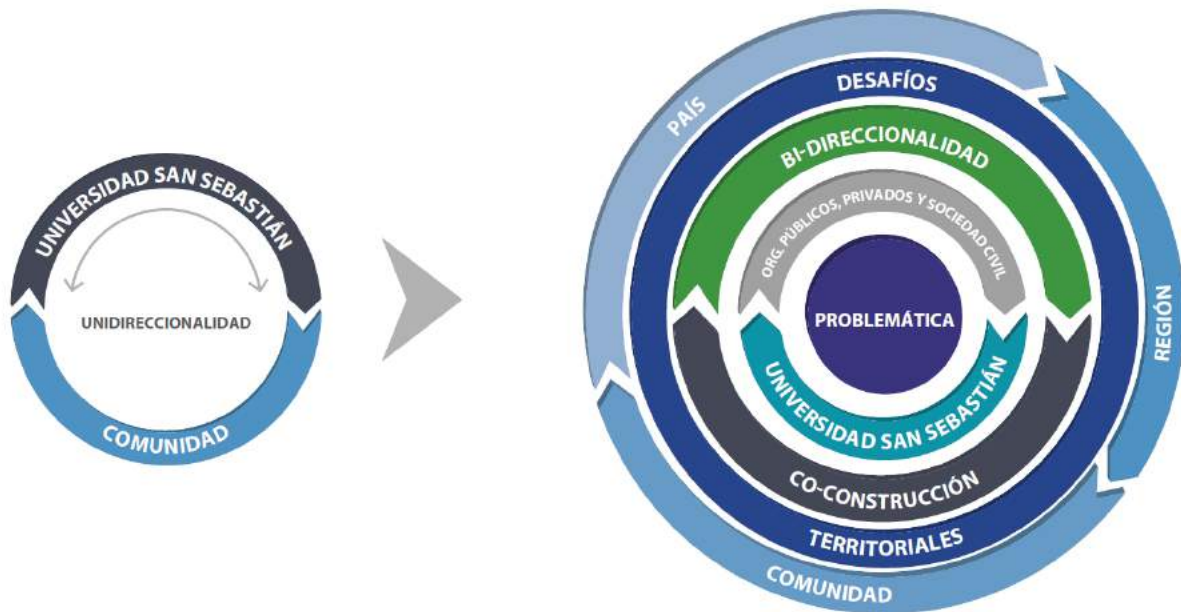 UNIVERSIDAD SAN SEBASTIÁN
UNIDIRECCIONALIDAD
COMUNIDAD
PAÍS
REGIÓN
COMUNIDAD
DESAFÍOS
TERRITORIALES
BI-DIRECCIONALIDAD
CO-CONSTRUCCIÓN
ORG. PÚBLICOS, PRIVADOS Y SOCIEDAD CIVIL
UNIVERSIDAD SAN SEBASTIÁN
PROBLEMÁTICA